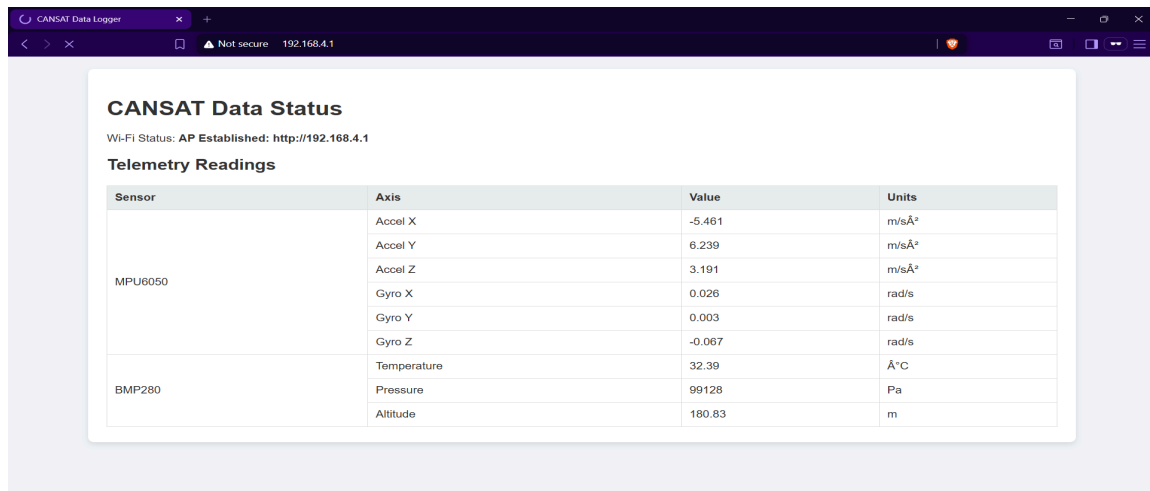 CANSAT Data Logger
Not secure 192.168.4.1
CANSAT Data Status
Wi-Fi Status: AP Established: http://192.168.4.1
Telemetry Readings
Sensor Axis Value Units
MPU6050
Accel X -5.461 m/sÂ²
Accel Y 6.239 m/sÂ²
Accel Z 3.191 m/sÂ²
Gyro X 0.026 rad/s
Gyro Y 0.003 rad/s
Gyro Z -0.067 rad/s
BMP280
Temperature 32.39 Â°C
Pressure 99128 Pa
Altitude 180.83 m